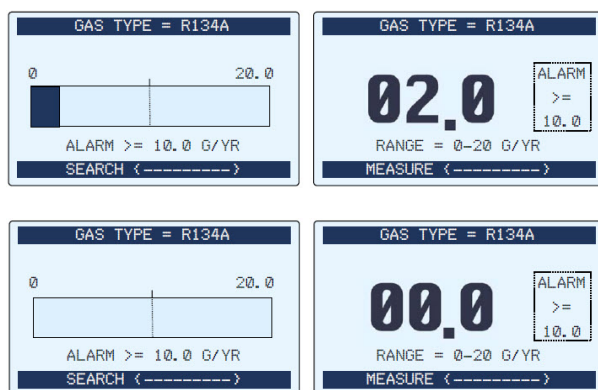 GAS TYPE = R134A
0 20.0
ALARM >= 10.0 G/YR
SEARCH <--------->
GAS TYPE = R134A
02.0
ALARM
>=
10.0
RANGE = 0-20 G/YR
MEASURE <--------->
GAS TYPE = R134A
0 20.0
ALARM >= 10.0 G/YR
SEARCH <--------->
GAS TYPE = R134A
00.0
ALARM
>=
10.0
RANGE = 0-20 G/YR
MEASURE <--------->